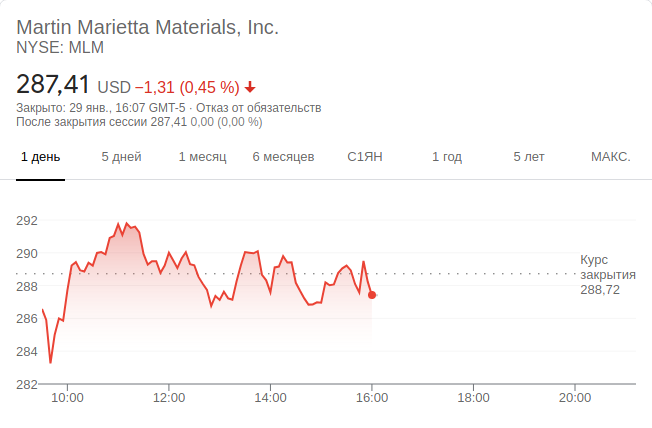 Martin Marietta Materials, Inc.
NYSE: MLM
287,41 USD −1,31 (0,45 %)
Закрыто: 29 янв., 16:07 GMT-5 · Отказ от обязательств
После закрытия сессии 287,41 0,00 (0,00 %)
1 день 5 дней 1 месяц 6 месяцев С1ЯН 1 год 5 лет МАКС.
292
290
Курс
закрытия
288,72
288
286
284
282
10:00 12:00 14:00 16:00 18:00 20:00